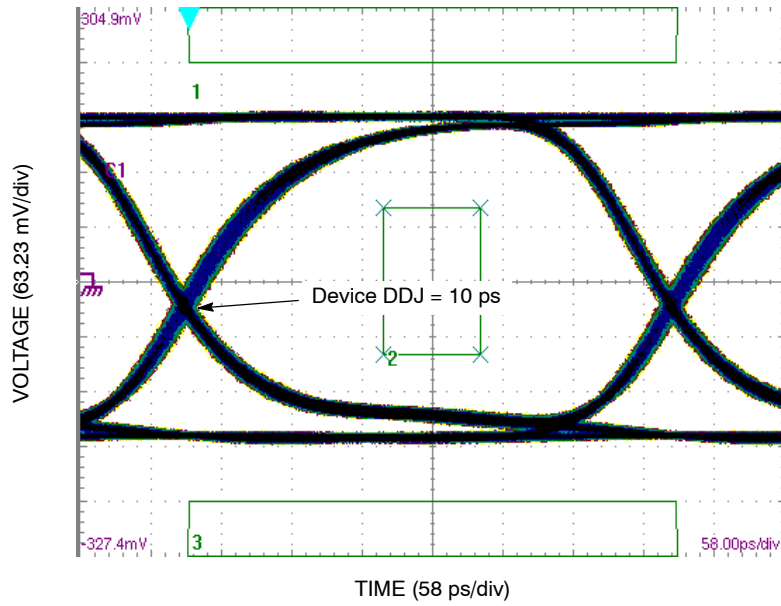 304.9mV
1
C1
VOLTAGE (63.23 mV/div)
Device DDJ = 10 ps
2
-327.4mV
3
58.00ps/div
TIME (58 ps/div)